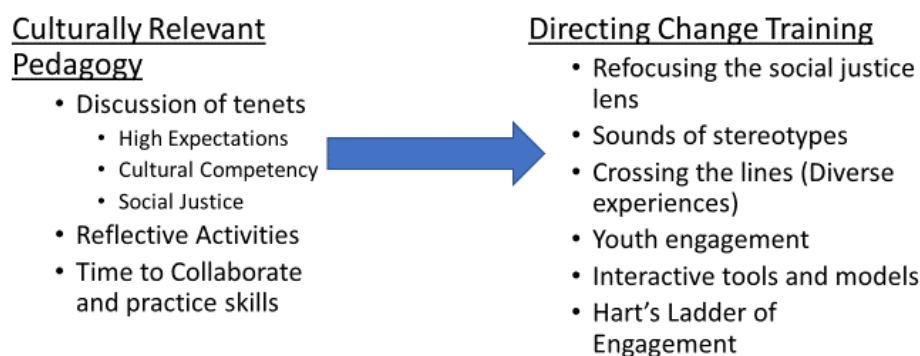 Culturally Relevant
Pedagogy
• Discussion of tenets
• High Expectations
• Cultural Competency
• Social Justice
• Reflective Activities
• Time to Collaborate
and practice skills
Directing Change Training
• Refocusing the social justice
lens
• Sounds of stereotypes
• Crossing the lines (Diverse
experiences)
• Youth engagement
• Interactive tools and models
• Hart's Ladder of
Engagement